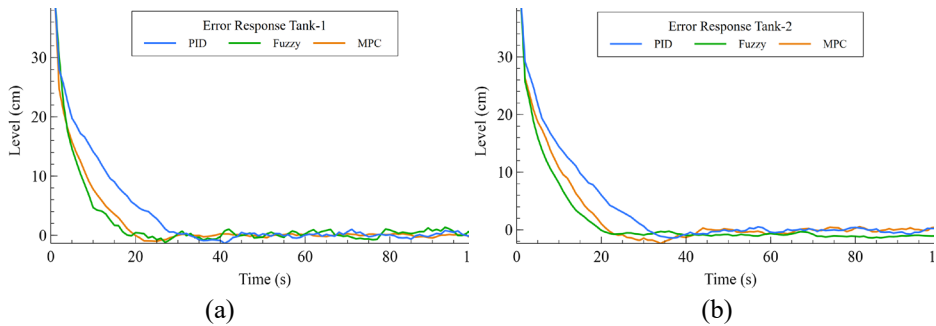 Error Response Tank-1
PID Fuzzy MPC
30
20
10
0
Level (cm)
0 20 40 60 80 1
Time (s)
(a)
Error Response Tank-2
PID Fuzzy MPC
30
20
10
0
Level (cm)
0 20 40 60 80 1
Time (s)
(b)